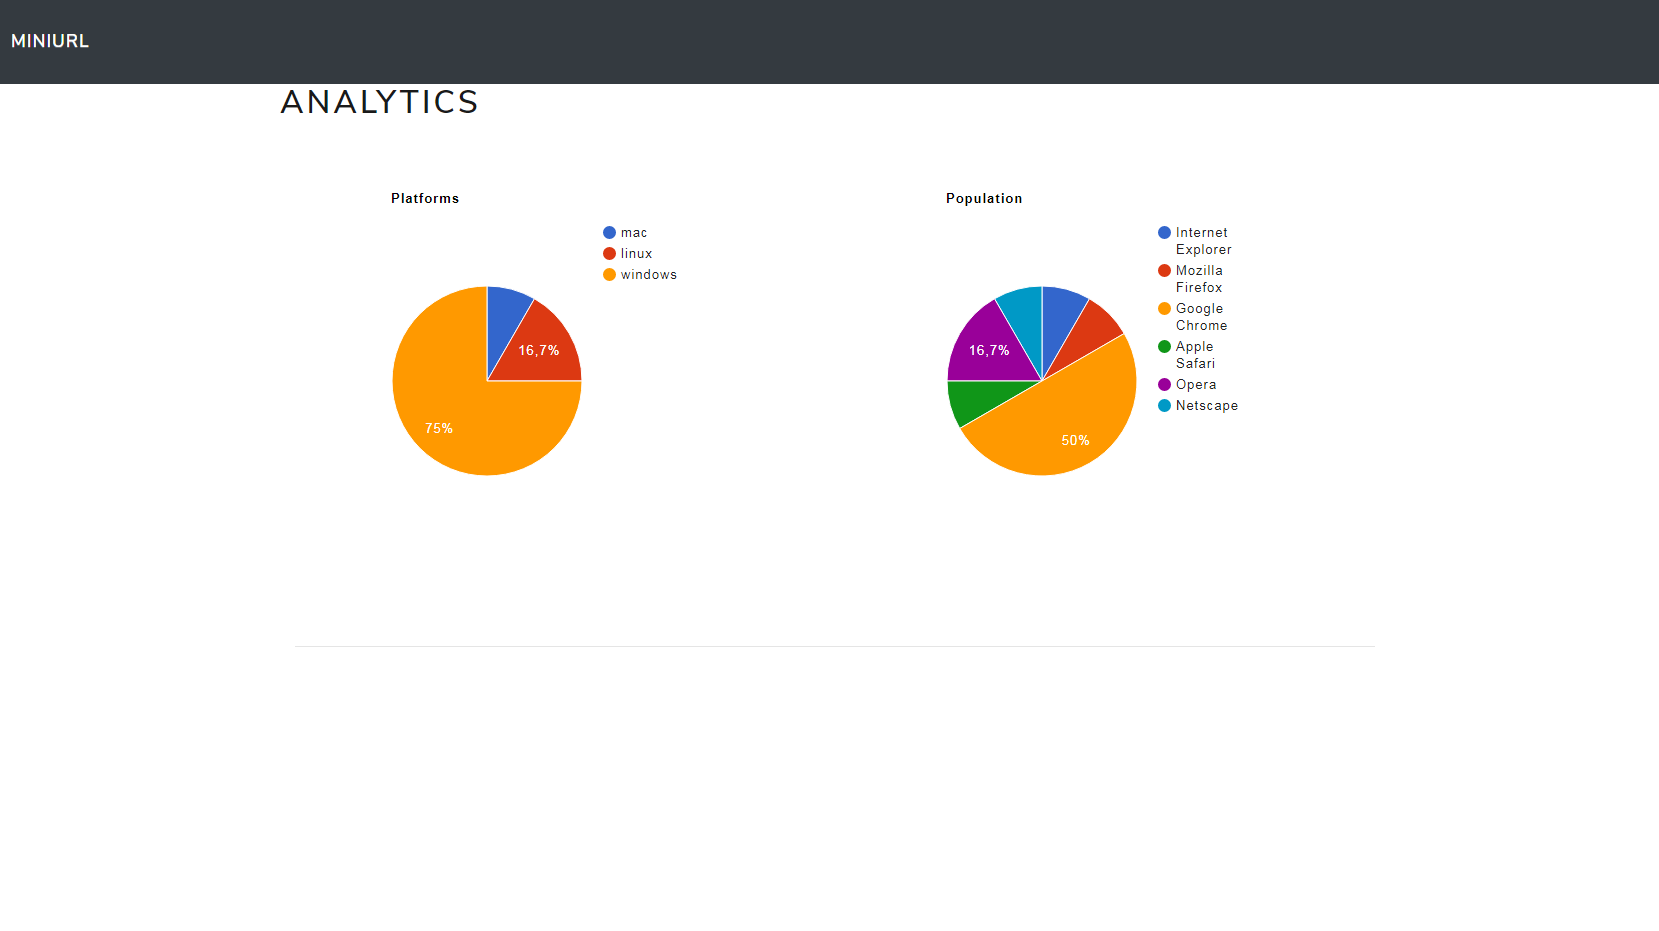 MINIURL
ANALYTICS
Platforms
mac
linux
windows
16,7%
75%
Population
Internet
Explorer
Mozilla
Firefox
Google
Chrome
Apple
Safari
Opera
Netscape
16,7%
50%